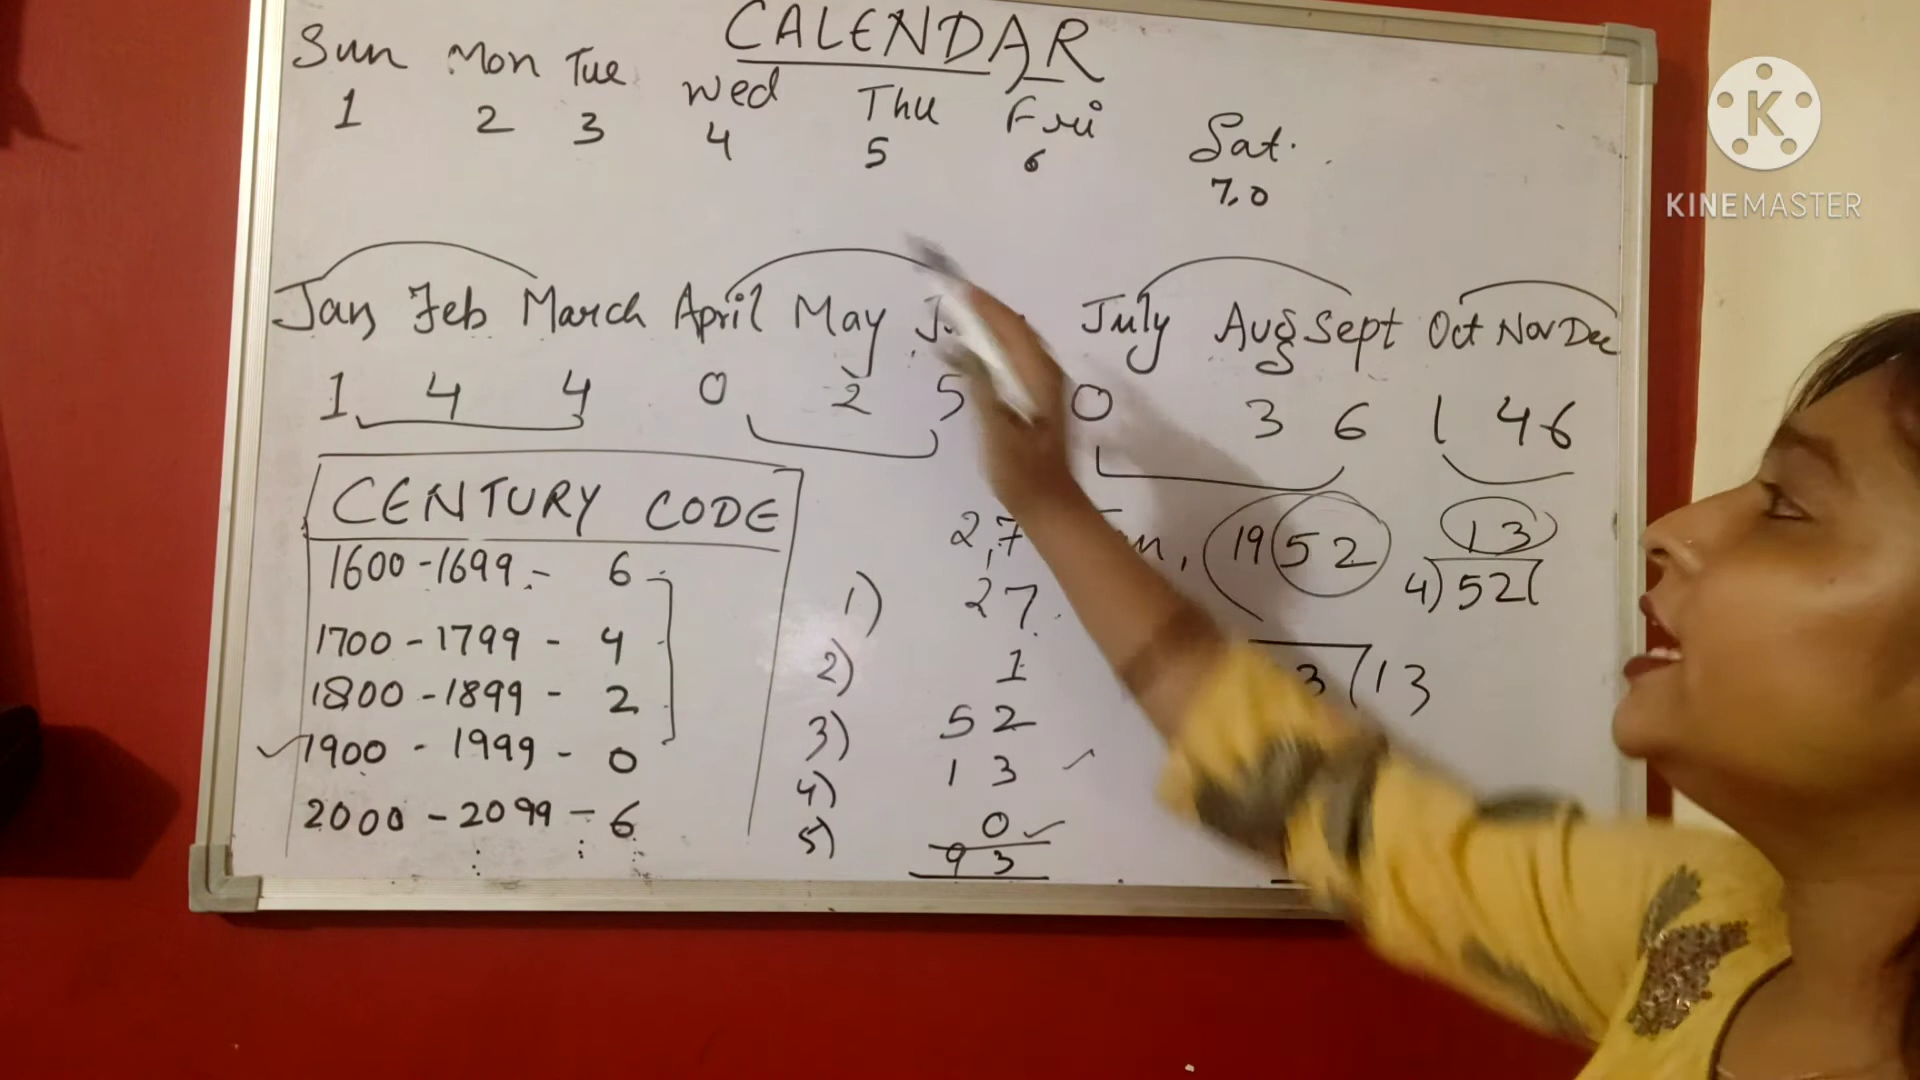 CALENDAR
Sun Mon Tue Wed Thu Fri Sat.
1 2 3 4 5 6 7,0
K
KINEMASTER
Jan Feb March April May July Aug Sept Oct Nov Dec
1 4 4 0 2 5 0 3 6 1 4 6
CENTURY CODE
1600 - 1699 - 6
1700 - 1799 - 4
1800 - 1899 - 2
1900 - 1999 - 0
2000 - 2099 - 6
2,7 1952
1) 27
2) 1
3) 52
4) 13
5) 0
93
13
4)52(
3 13